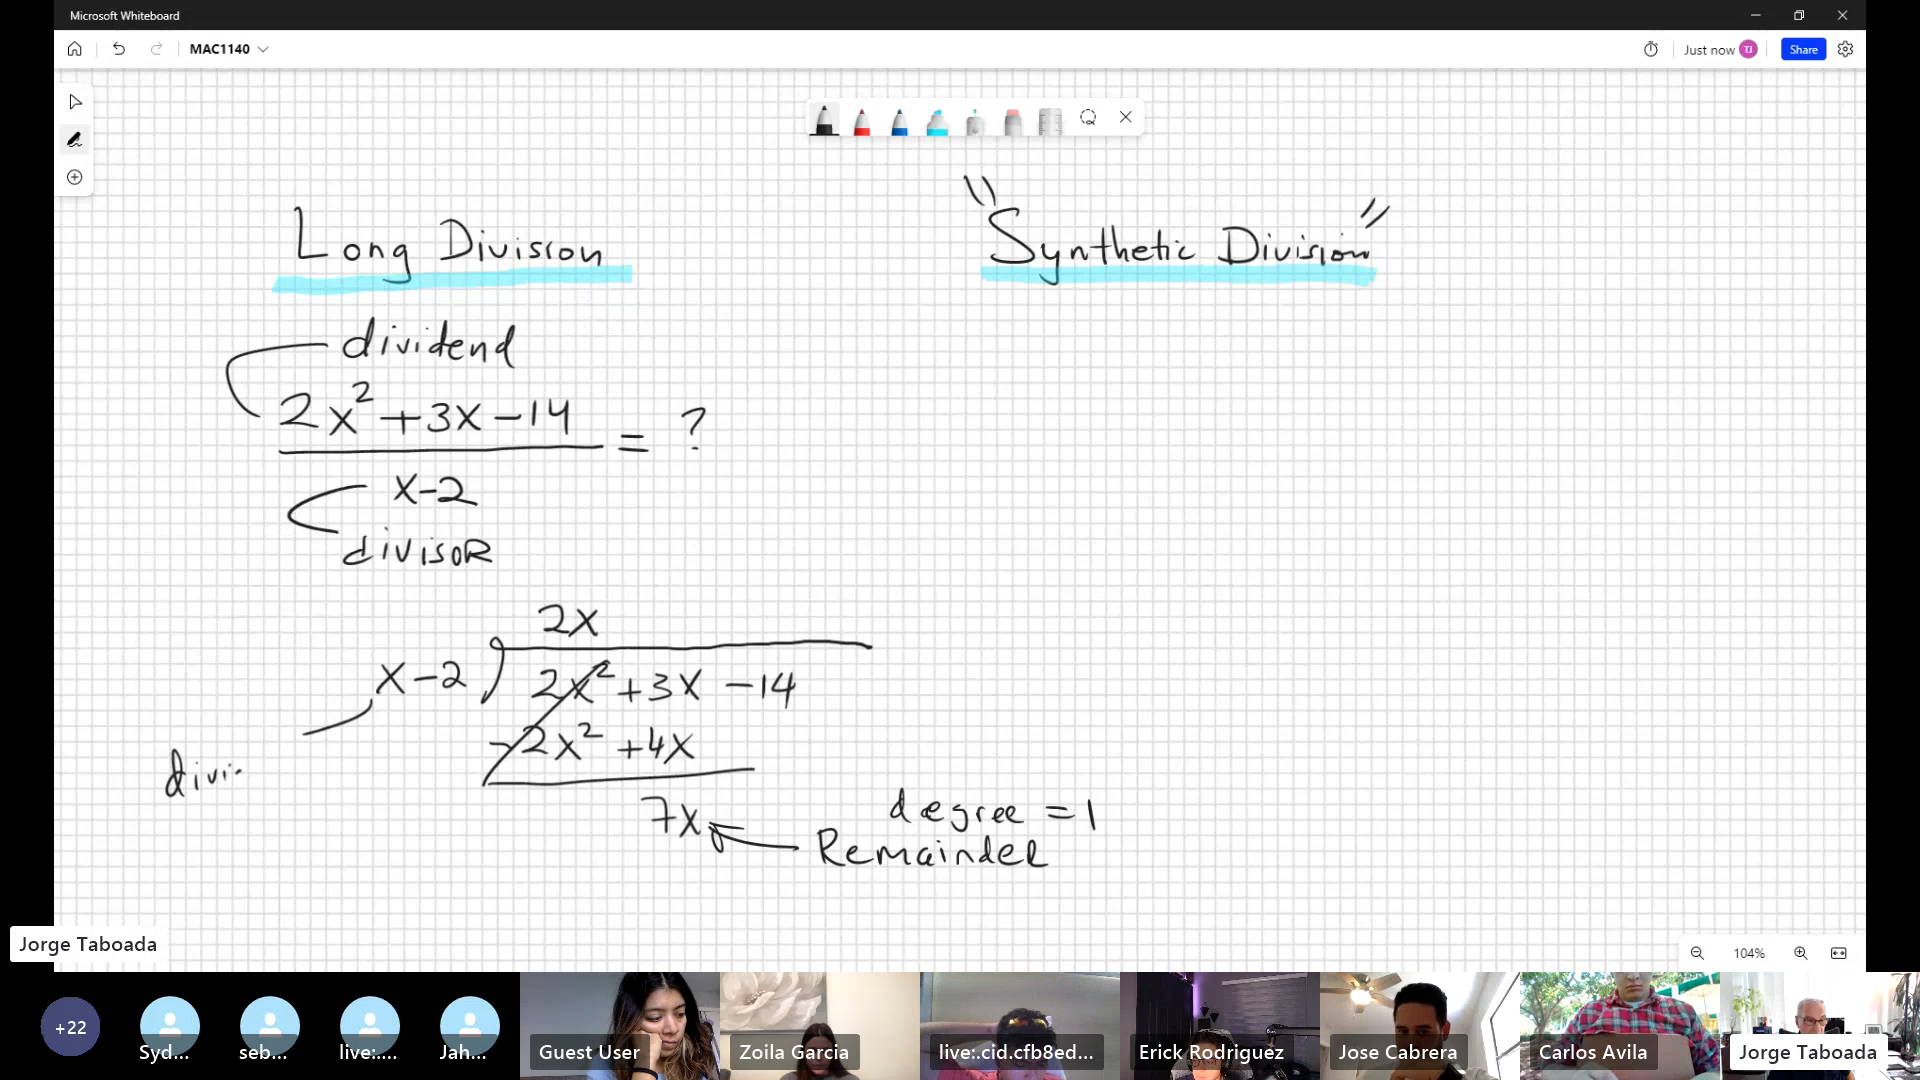 Microsoft Whiteboard
MAC1140
Just now TJ
Share
Long Division
"Synthetic Division"
dividend
2x² + 3x - 14
= ?
x - 2
divisor
2x
x - 2
2x² + 3x - 14
- 2x² + 4x
7x
degree = 1
Remainder
divi
104%
Jorge Taboada
+22
Syd...
seb...
live:....
Jah...
Guest User
Zoila Garcia
live:.cid.cfb8ed...
Erick Rodriguez
Jose Cabrera
Carlos Avila
Jorge Taboada